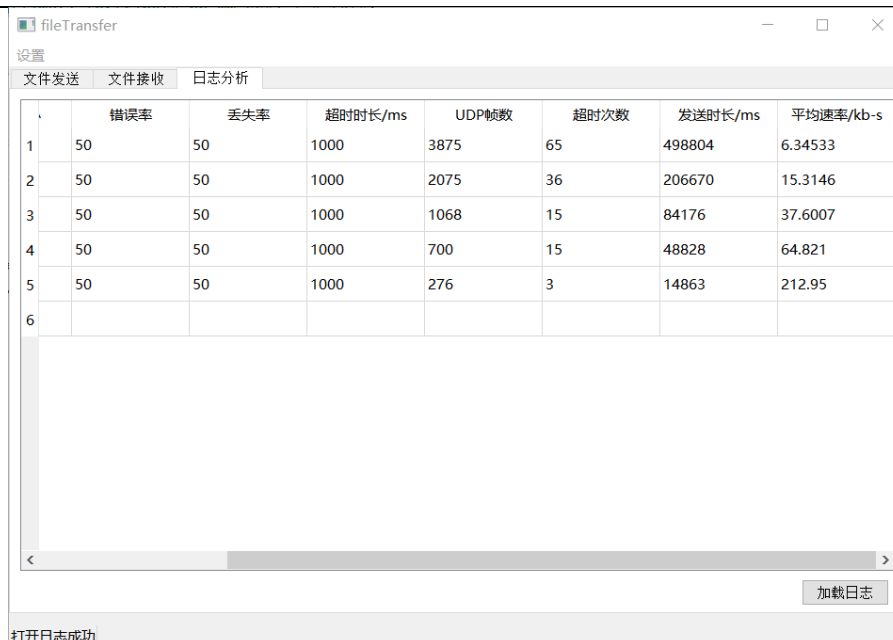 fileTransfer
设置
文件发送 文件接收 日志分析
错误率 丢失率 超时时长/ms UDP帧数 超时次数 发送时长/ms 平均速率/kb-s
1 50 50 1000 3875 65 498804 6.34533
2 50 50 1000 2075 36 206670 15.3146
3 50 50 1000 1068 15 84176 37.6007
4 50 50 1000 700 15 48828 64.821
5 50 50 1000 276 3 14863 212.95
6
加载日志
打开日志成功